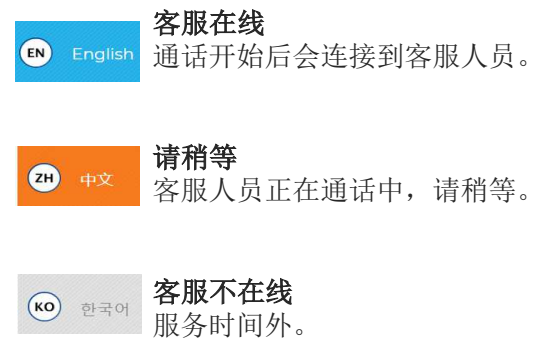 客服在线
EN English 通话开始后会连接到客服人员。
请稍等
ZH 中文 客服人员正在通话中，请稍等。
客服不在线
KO 한국어 服务时间外。